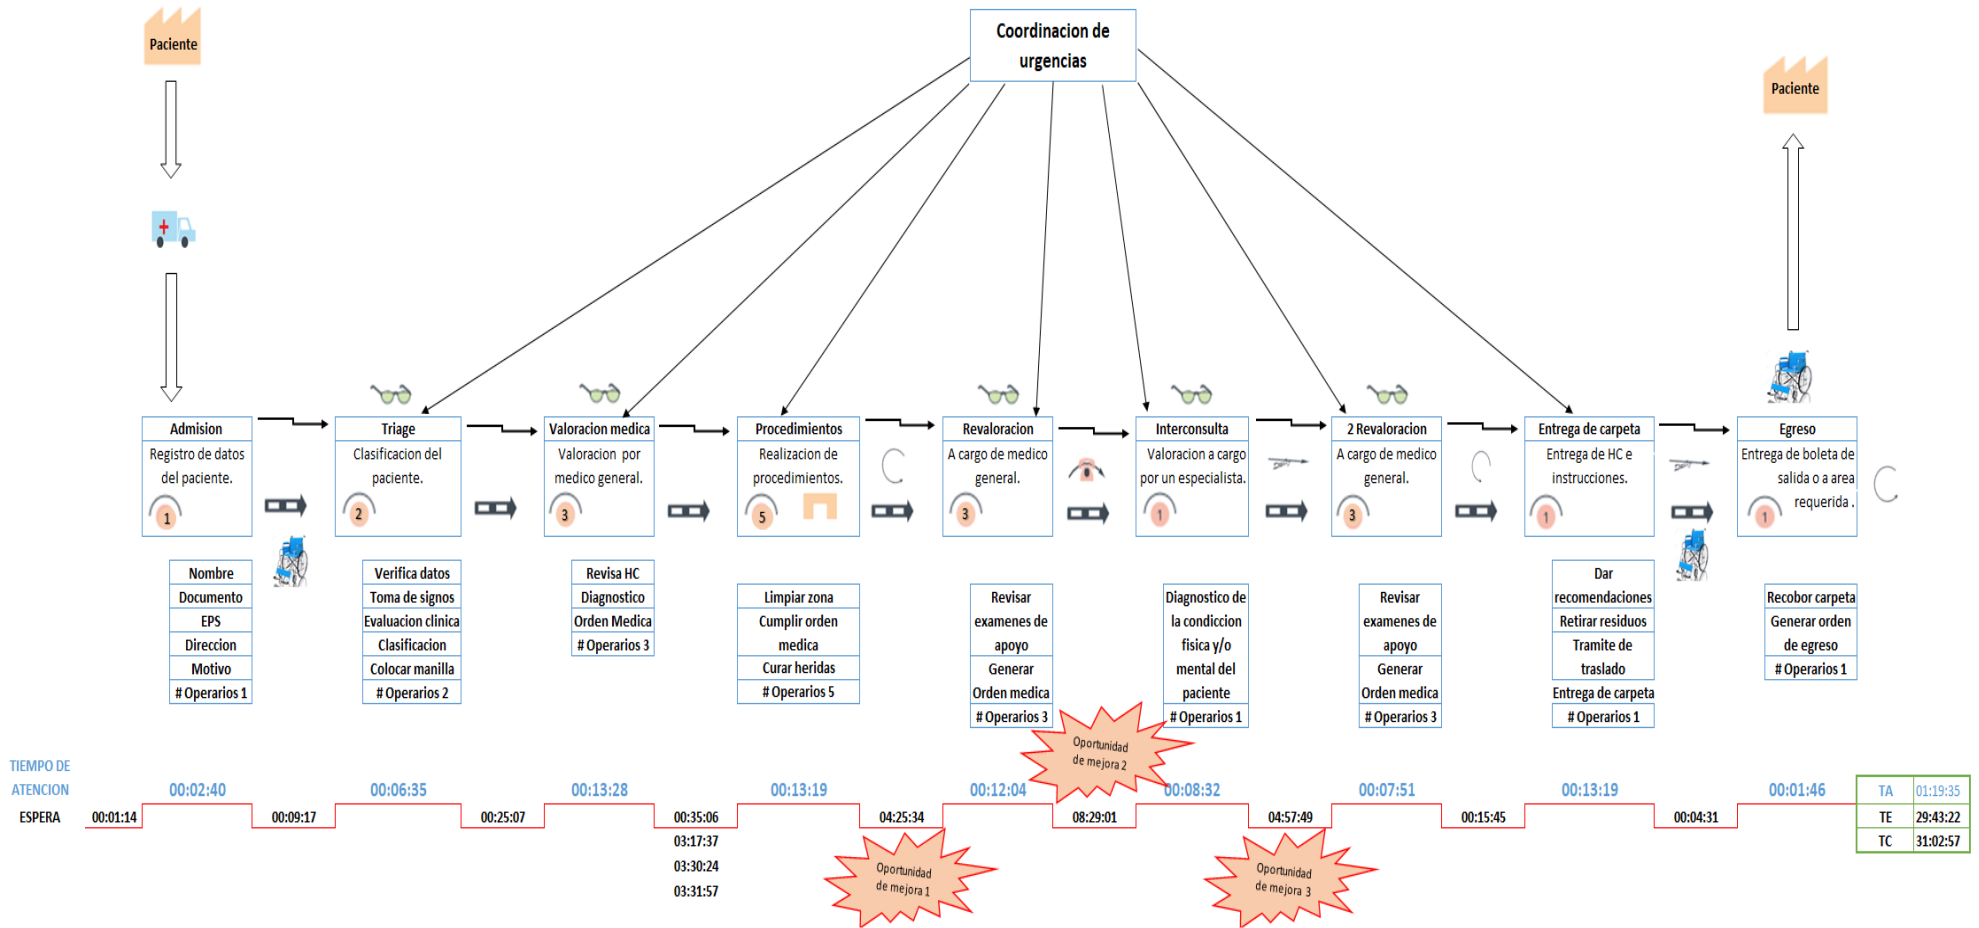 Paciente
Coordinacion de
urgencias
Paciente
Admision
Registro de datos
del paciente.
1
Triage
Clasificacion del
paciente.
2
Valoracion medica
Valoracion por
medico general.
3
Procedimientos
Realizacion de
procedimientos.
5
Revaloracion
A cargo de medico
general.
3
Interconsulta
Valoracion a cargo
por un especialista.
1
2 Revaloracion
A cargo de medico
general.
3
Entrega de carpeta
Entrega de HC e
instrucciones.
1
Egreso
Entrega de boleta de
salida o a area
requerida .
1
Nombre
Documento
EPS
Direccion
Motivo
# Operarios 1
Verifica datos
Toma de signos
Evaluacion clinica
Clasificacion
Colocar manilla
# Operarios 2
Revisa HC
Diagnostico
Orden Medica
# Operarios 3
Limpiar zona
Cumplir orden
medica
Curar heridas
# Operarios 5
Revisar
examenes de
apoyo
Generar
Orden medica
# Operarios 3
Diagnostico de
la condiccion
fisica y/o
mental del
paciente
# Operarios 1
Revisar
examenes de
apoyo
Generar
Orden medica
# Operarios 3
Dar
recomendaciones
Retirar residuos
Tramite de
traslado
Entrega de carpeta
# Operarios 1
Recobor carpeta
Generar orden
de egreso
# Operarios 1
Oportunidad
de mejora 2
TIEMPO DE
ATENCION
00:02:40
00:06:35
00:13:28
00:13:19
00:12:04
00:08:32
00:07:51
00:13:19
00:01:46
ESPERA
00:01:14
00:09:17
00:25:07
00:35:06
03:17:37
03:30:24
03:31:57
04:25:34
08:29:01
04:57:49
00:15:45
00:04:31
TA 01:19:35
TE 29:43:22
TC 31:02:57
Oportunidad
de mejora 1
Oportunidad
de mejora 3